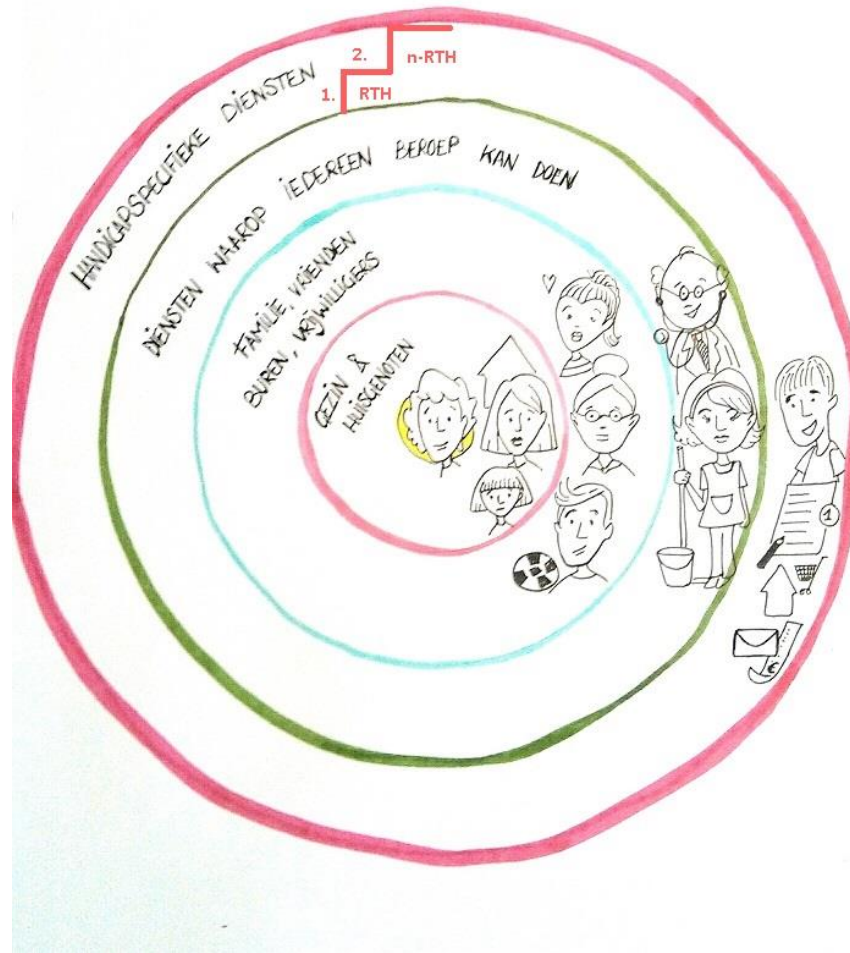 2. n-RTH
1. RTH
HANDICAPSPECIFIEKE DIENSTEN
DIENSTEN WAAROP IEDEREEN BEROEP KAN DOEN
FAMILIE, VRIENDEN
BUREN, VRIJWILLIGERS
GEZIN &
HUISGENOTEN
1
€